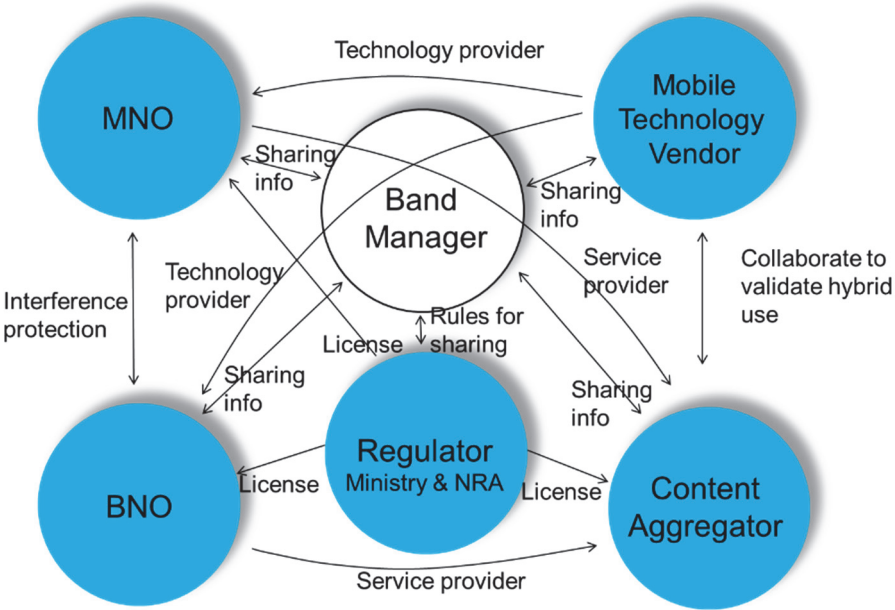 Technology provider
MNO
Mobile
Technology
Vendor
Sharing
info
Band
Manager
Sharing
info
Technology
provider
Service
provider
Collaborate to
validate hybrid
use
Interference
protection
Rules for
sharing
License
Sharing
info
Sharing
info
Regulator
Ministry & NRA
License
License
BNO
Content
Aggregator
Service provider